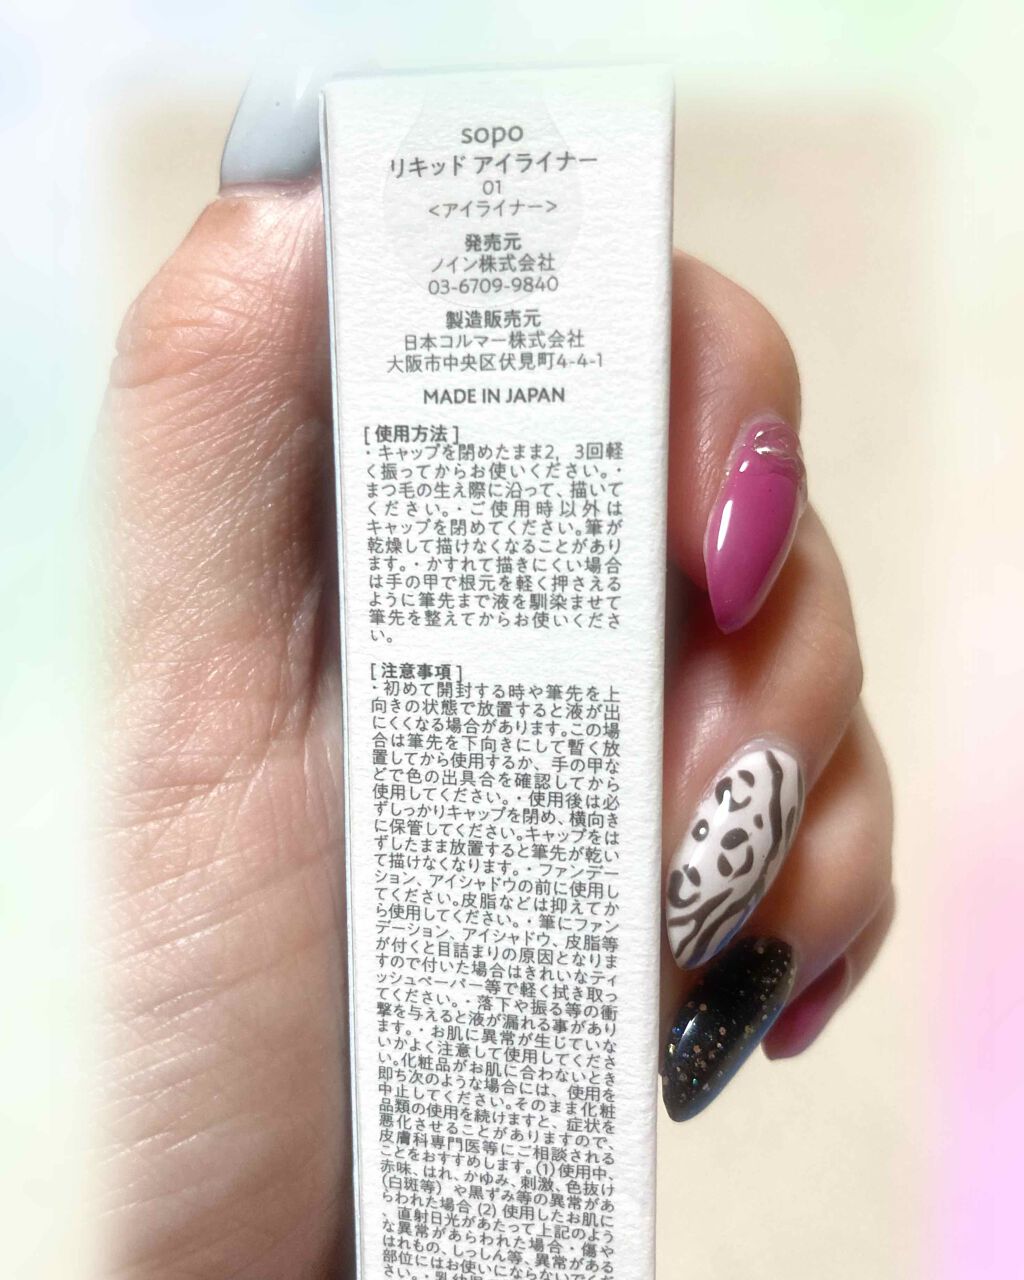 sopo
リキッド アイライナー
01
<アイライナー>
発売元
ノイン株式会社
03-6709-9840
製造販売元
日本コルマー株式会社
大阪市中央区伏見町4-4-1
MADE IN JAPAN
[使用方法]
・キャップを閉めたまま2，3回軽
く振ってからお使いください。・
まつ毛の生え際に沿って、描いて
ください。・ご使用時以外は
キャップを閉めてください。筆が
乾燥して描けなくなることがあり
ます。・かすれて描きにくい場合
は手の甲で根元を軽く押さえる
ように筆先まで液を馴染ませて
筆先を整えてからお使いくださ
い。
[注意事項]
・初めて開封する時や筆先を上
向きの状態で放置すると液が出
にくくなる場合があります。この場
合は筆先を下向きにして暫く放
置してから使用するか、手の甲な
どで色の出具合を確認してから
使用してください。・使用後は必
ずしっかりキャップを閉め、横向き
に保管してください。キャップをは
ずしたまま放置すると筆先が乾い
て描けなくなります。・ファンデー
ション、アイシャドウの前に使用し
てください。皮脂などは抑えてか
ら使用してください。・筆にファン
デーション、アイシャドウ、皮脂等
が付くと目詰まりの原因となりま
すので付いた場合はきれいなティ
ッシュペーパー等で軽く拭き取っ
てください。・落下や振る等の衝
撃を与えると液が漏れる事があり
ます。・お肌に異常が生じていな
いかよく注意して使用してくださ
い。化粧品がお肌に合わないとき
即ち次のような場合には、使用を
中止してください。そのまま化粧
品類の使用を続けますと、症状を
悪化させることがありますので、
皮膚科専門医等にご相談される
ことをおすすめします。(1)使用中、
赤味、はれ、かゆみ、刺激、色抜け
(白斑等) や黒ずみ等の異常があ
らわれた場合 (2) 使用したお肌に
、直射日光があたって上記のよう
な異常があらわれた場合・傷や
はれもの、しっしん等、異常がある
部位にはお使いにならないでくだ
さい。・乳幼児